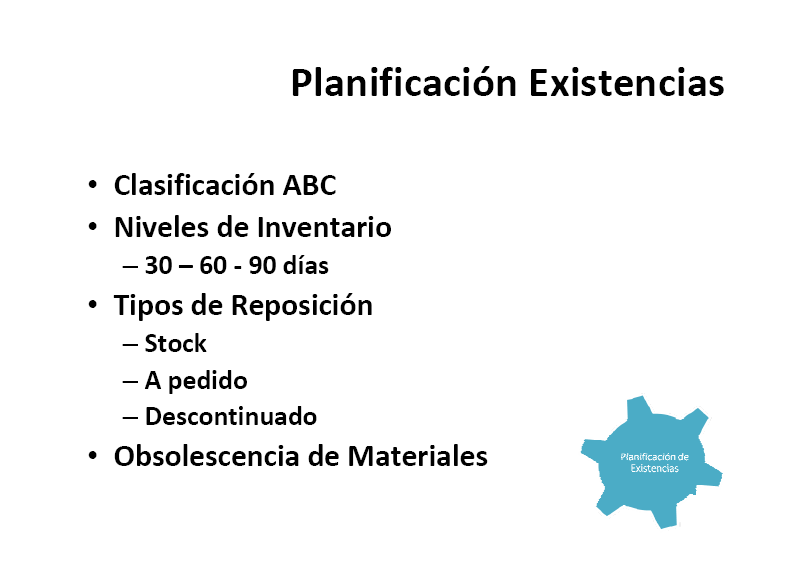 Planificación Existencias
• Clasificación ABC
• Niveles de Inventario
– 30 – 60 - 90 días
• Tipos de Reposición
– Stock
– A pedido
– Descontinuado
• Obsolescencia de Materiales
Planificación de
Existencias